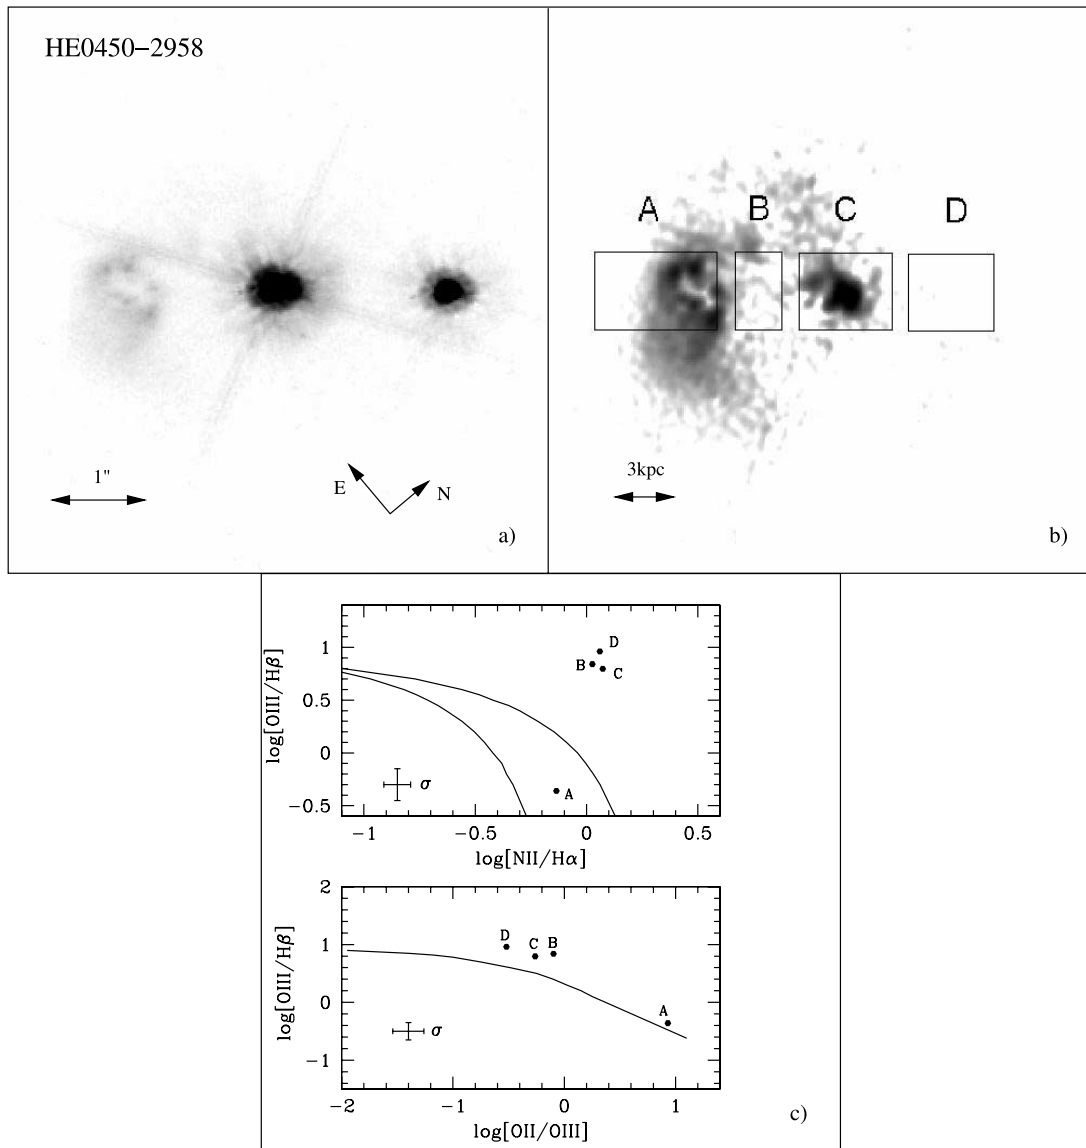 HE0450−2958
1"
E
N
a)
A B C D
3kpc
b)
log[OIII/Hβ]
1
0.5
0
−0.5
D
B
C
A
σ
−1 −0.5 0 0.5
log[NII/Hα]
log[OIII/Hβ]
2
1
0
−1
D
C
B
A
σ
−2 −1 0 1
log[OII/OIII]
c)